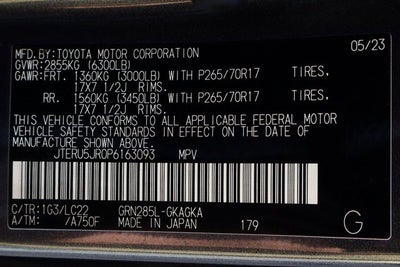 MFD.BY:TOYOTA MOTOR CORPORATION 05/23
GVWR:2855KG (6300LB)
GAWR:FRT. 1360KG (3000LB) WITH P265/70R17 TIRES,
17X7 1/2J RIMS.
RR. 1560KG (3450LB) WITH P265/70R17 TIRES,
17X7 1/2J RIMS.
THIS VEHICLE CONFORMS TO ALL APPLICABLE FEDERAL MOTOR
VEHICLE SAFETY STANDARDS IN EFFECT ON THE DATE OF
MANUFACTURE SHOWN ABOVE.
JTERU5JR0P6163093 MPV
C/TR:1G3/LC22 GRN285L-GKAGKA
A/TM: /A750F MADE IN JAPAN 179 G